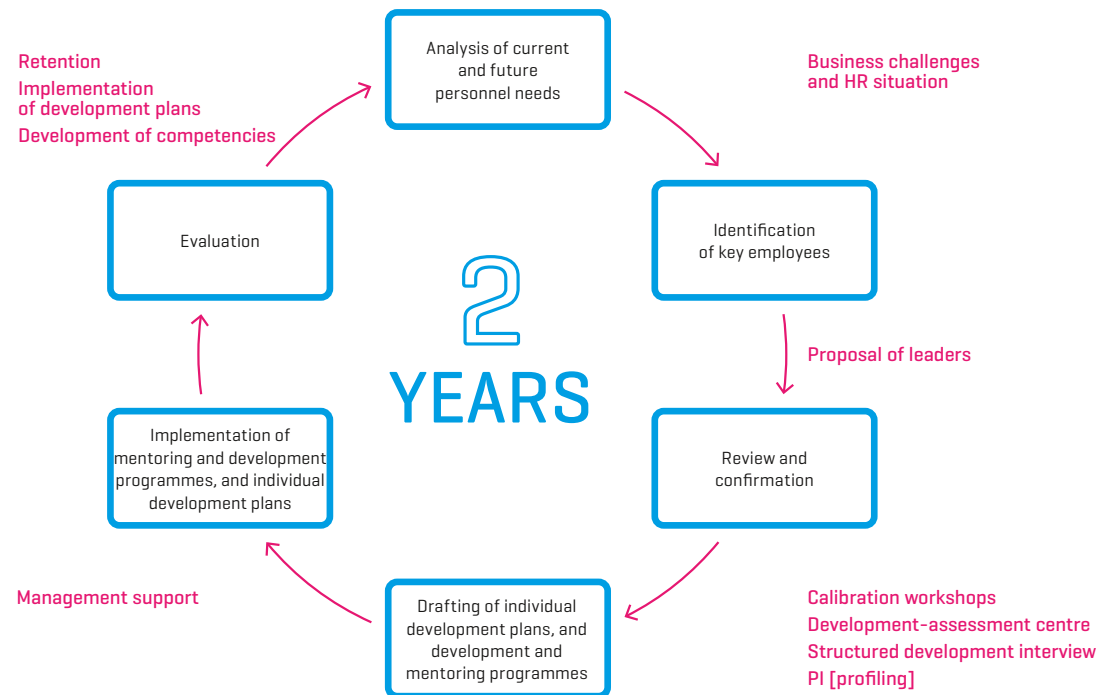 Analysis of current
and future
personnel needs
Business challenges
and HR situation
Identification
of key employees
Proposal of leaders
Review and
confirmation
Calibration workshops
Development-assessment centre
Structured development interview
PI [profiling]
Drafting of individual
development plans, and
development and
mentoring programmes
Management support
Implementation of
mentoring and development
programmes, and individual
development plans
Evaluation
Retention
Implementation
of development plans
Development of competencies
2
YEARS